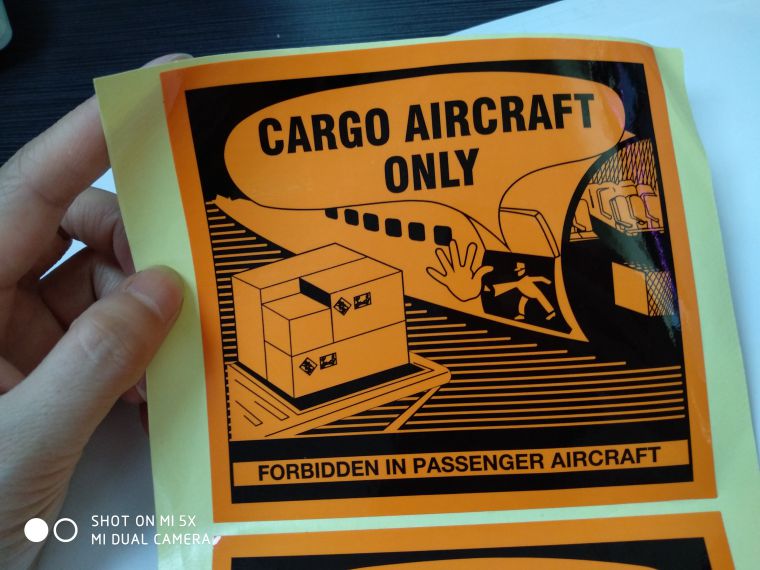 CARGO AIRCRAFT
ONLY
FORBIDDEN IN PASSENGER AIRCRAFT
SHOT ON MI 5X
MI DUAL CAMERA